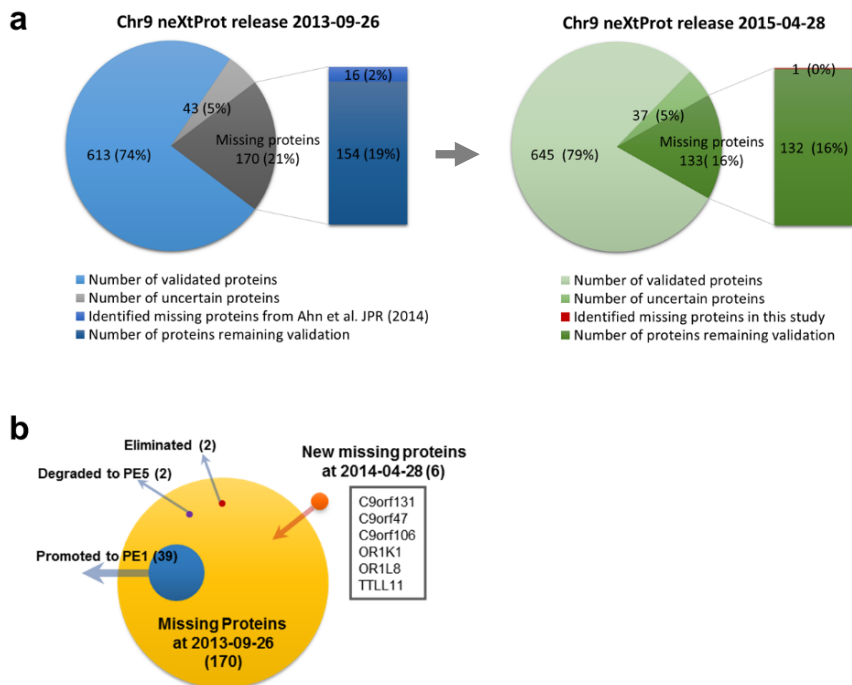 a
Chr9 neXtProt release 2013-09-26
16 (2%)
43 (5%)
Missing proteins
170 (21%)
613 (74%)
154 (19%)
Number of validated proteins
Number of uncertain proteins
Identified missing proteins from Ahn et al. JPR (2014)
Number of proteins remaining validation
Chr9 neXtProt release 2015-04-28
1 (0%)
37 (5%)
Missing proteins
133( 16%)
645 (79%)
132 (16%)
Number of validated proteins
Number of uncertain proteins
Identified missing proteins in this study
Number of proteins remaining validation
b
Eliminated (2)
Degraded to PE5 (2)
Promoted to PE1 (39)
Missing Proteins
at 2013-09-26
(170)
New missing proteins
at 2014-04-28 (6)
C9orf131
C9orf47
C9orf106
OR1K1
OR1L8
TTLL11